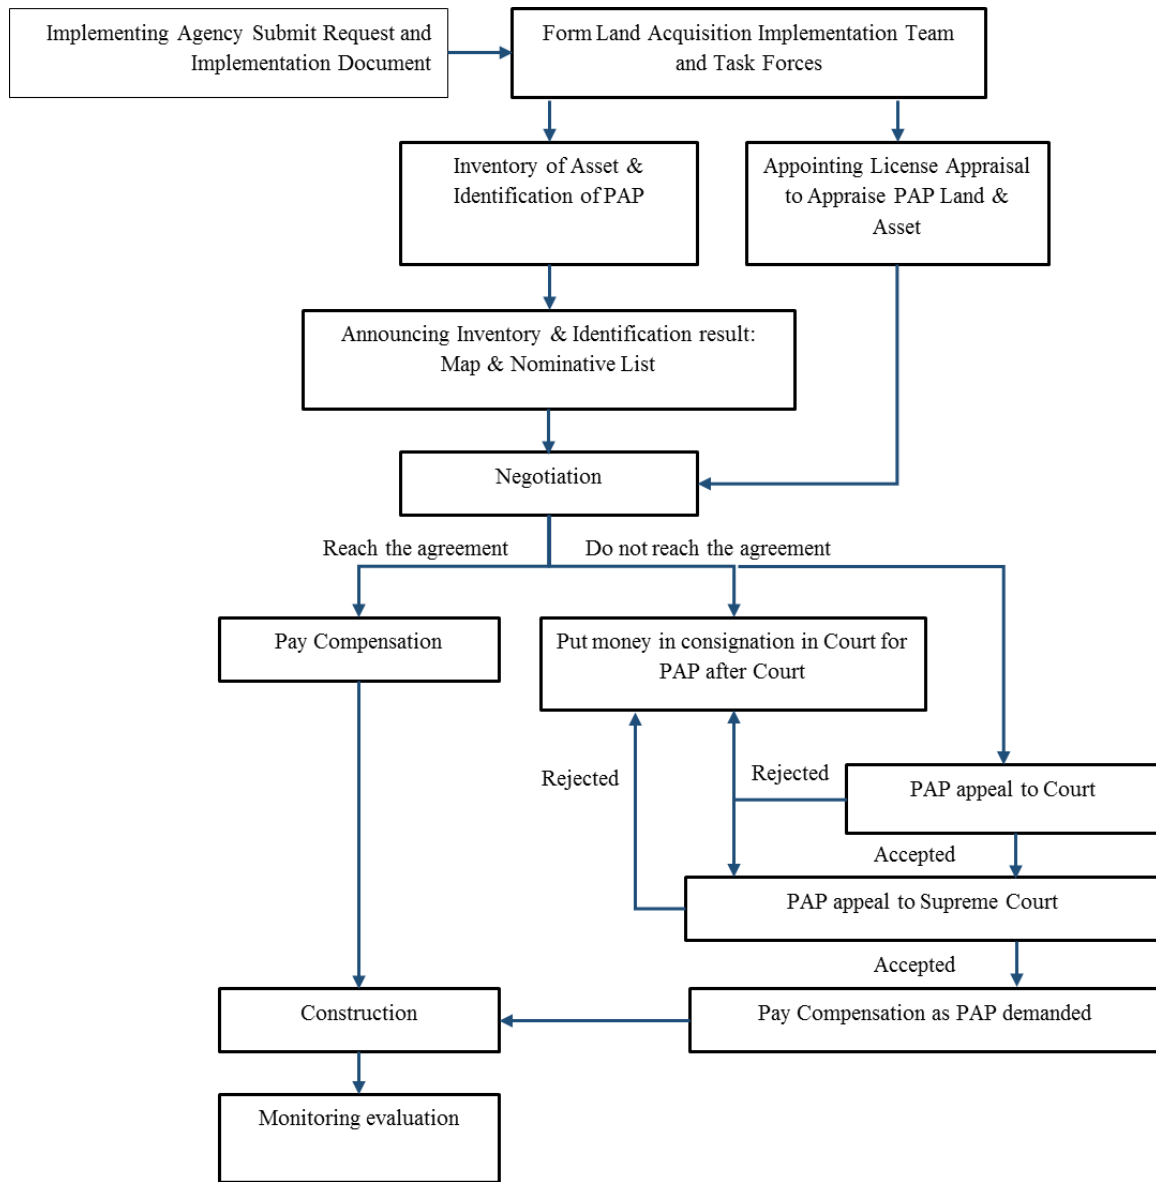 Implementing Agency Submit Request and
Implementation Document
Form Land Acquisition Implementation Team
and Task Forces
Inventory of Asset &
Identification of PAP
Appointing License Appraisal
to Appraise PAP Land &
Asset
Announcing Inventory & Identification result:
Map & Nominative List
Negotiation
Reach the agreement
Do not reach the agreement
Pay Compensation
Put money in consignation in Court for
PAP after Court
Rejected
Rejected
PAP appeal to Court
Accepted
PAP appeal to Supreme Court
Accepted
Construction
Pay Compensation as PAP demanded
Monitoring evaluation